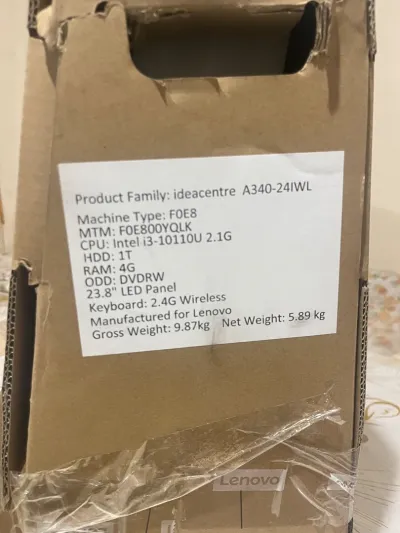 Product Family: ideacentre A340-24IWL
Machine Type: F0E8
MTM: F0E800YQLK
CPU: Intel i3-10110U 2.1G
HDD: 1T
RAM: 4G
ODD: DVDRW
23.8" LED Panel
Keyboard: 2.4G Wireless
Manufactured for Lenovo
Gross Weight: 9.87kg Net Weight: 5.89 kg
Lenovo